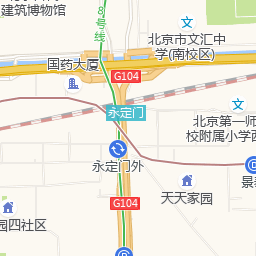 建筑博物馆
8号线
北京市文汇中
学(南校区)
国药大厦
G104
永定门
北京第一师
校附属小学西
永定门外
景
天天家园
G104
园四社区